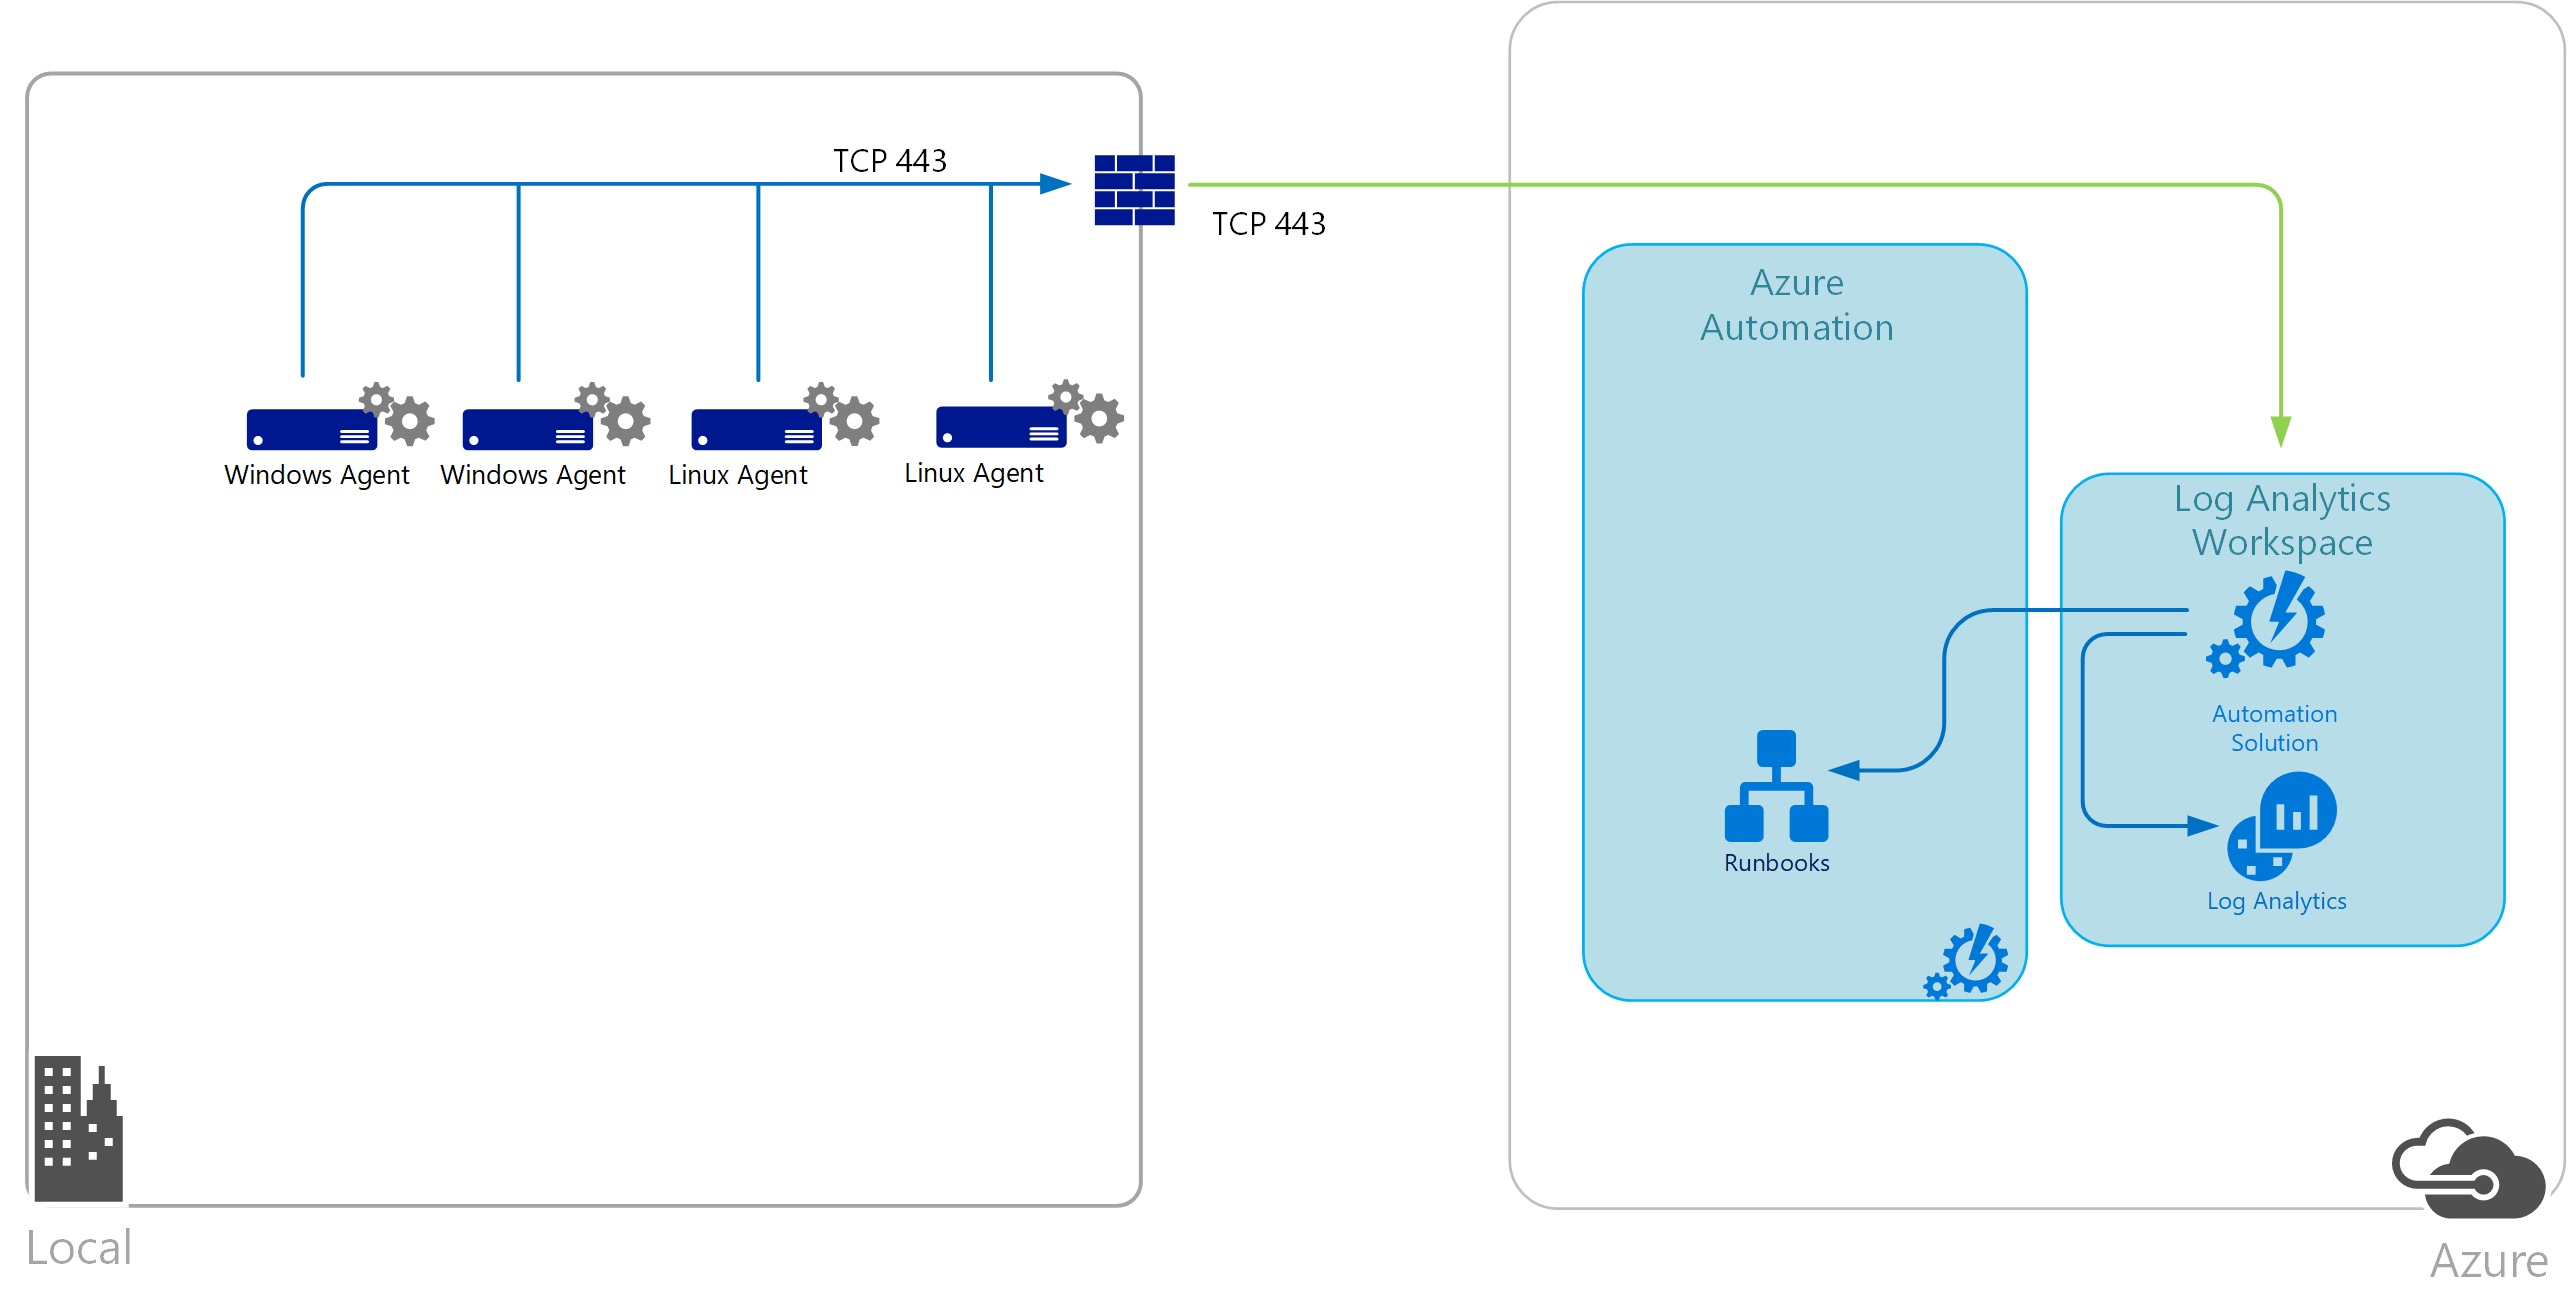 TCP 443
TCP 443
Windows Agent
Windows Agent
Linux Agent
Linux Agent
Azure
Automation
Runbooks
Log Analytics
Workspace
Automation
Solution
Log Analytics
Local
Azure